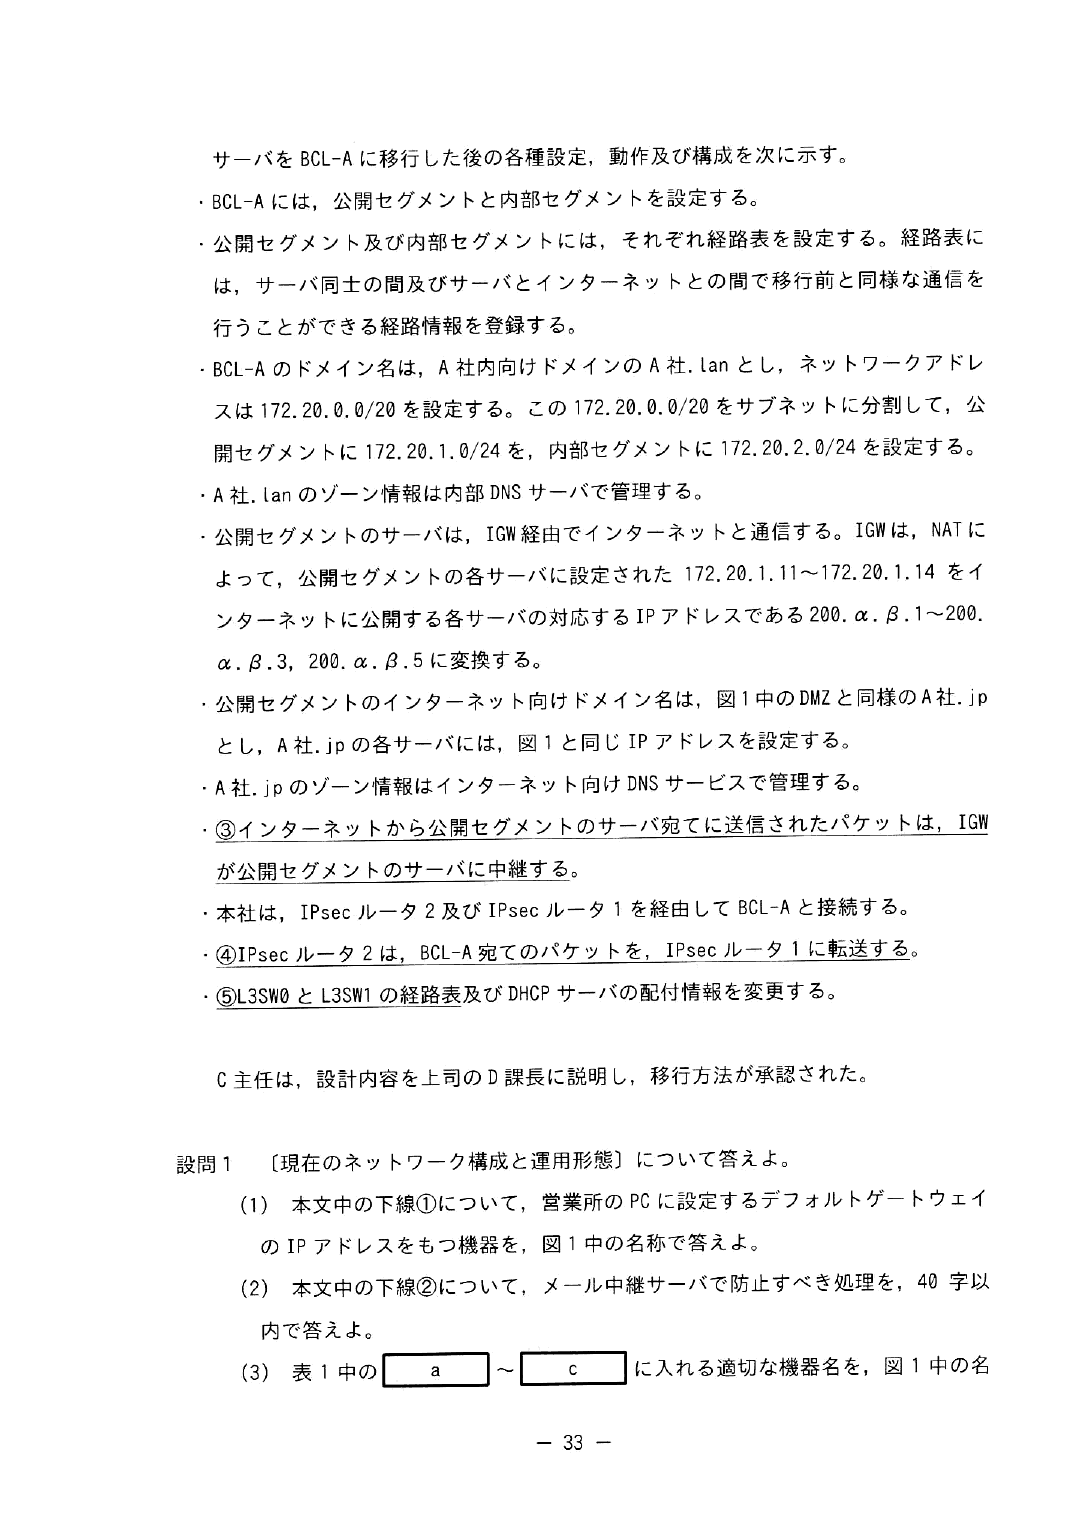 サーバを BCL-A に移行した後の各種設定，動作及び構成を次に示す。
・BCL-A には，公開セグメントと内部セグメントを設定する。
・公開セグメント及び内部セグメントには，それぞれ経路表を設定する。経路表に
は，サーバ同士の間及びサーバとインターネットとの間で移行前と同様な通信を
行うことができる経路情報を登録する。
・BCL-A のドメイン名は，A 社内向けドメインの A 社.lan とし，ネットワークアドレ
スは 172.20.0.0/20 を設定する。この 172.20.0.0/20 をサブネットに分割して，公
開セグメントに 172.20.1.0/24 を，内部セグメントに 172.20.2.0/24 を設定する。
・A 社.lan のゾーン情報は内部 DNS サーバで管理する。
・公開セグメントのサーバは，IGW 経由でインターネットと通信する。IGW は，NAT に
よって，公開セグメントの各サーバに設定された 172.20.1.11～172.20.1.14 をイ
ンターネットに公開する各サーバの対応する IP アドレスである 200.α.β.1～200.
α.β.3，200.α.β.5 に変換する。
・公開セグメントのインターネット向けドメイン名は，図 1 中の DMZ と同様の A 社.jp
とし，A 社.jp の各サーバには，図 1 と同じ IP アドレスを設定する。
・A 社.jp のゾーン情報はインターネット向け DNS サービスで管理する。
・③インターネットから公開セグメントのサーバ宛てに送信されたパケットは，IGW
が公開セグメントのサーバに中継する。
・本社は，IPsec ルータ 2 及び IPsec ルータ 1 を経由して BCL-A と接続する。
・④IPsec ルータ 2 は，BCL-A 宛てのパケットを，IPsec ルータ 1 に転送する。
・⑤L3SW0 と L3SW1 の経路表及び DHCP サーバの配付情報を変更する。
C 主任は，設計内容を上司の D 課長に説明し，移行方法が承認された。
設問 1 〔現在のネットワーク構成と運用形態〕について答えよ。
(1) 本文中の下線①について，営業所の PC に設定するデフォルトゲートウェイ
の IP アドレスをもつ機器を，図 1 中の名称で答えよ。
(2) 本文中の下線②について，メール中継サーバで防止すべき処理を，40 字以
内で答えよ。
(3) 表 1 中の a ～ c に入れる適切な機器名を，図 1 中の名
－ 33 －